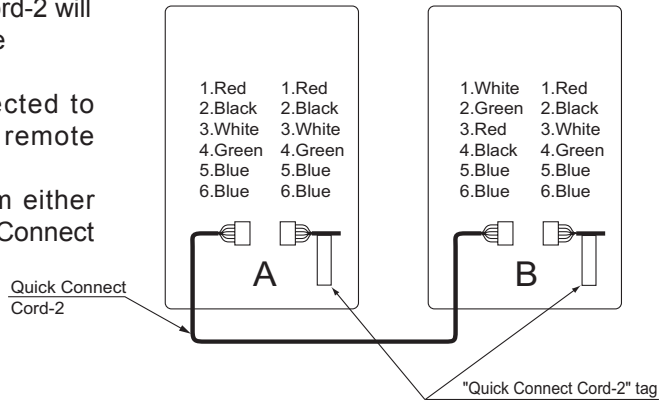 ord-2 will
e
ected to
remote
n either
Connect
1.Red
2.Black
3.White
4.Green
5.Blue
6.Blue
1.Red
2.Black
3.White
4.Green
5.Blue
6.Blue
A
1.White
2.Green
3.Red
4.Black
5.Blue
6.Blue
1.Red
2.Black
3.White
4.Green
5.Blue
6.Blue
B
Quick Connect
Cord-2
"Quick Connect Cord-2" tag